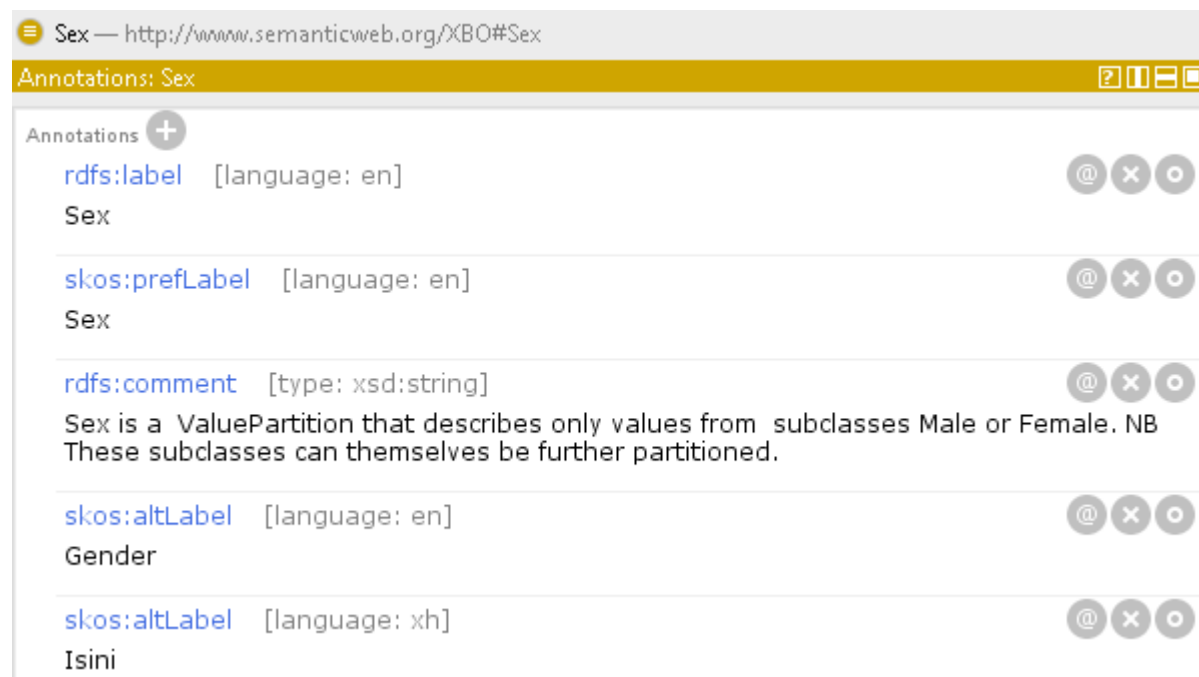 Sex — http://www.semanticweb.org/XBO#Sex
Annotations: Sex
Annotations
rdfs:label [language: en]
Sex
skos:prefLabel [language: en]
Sex
rdfs:comment [type: xsd:string]
Sex is a  ValuePartition that describes only values from  subclasses Male or Female. NB
These subclasses can themselves be further partitioned.
skos:altLabel [language: en]
Gender
skos:altLabel [language: xh]
Isini